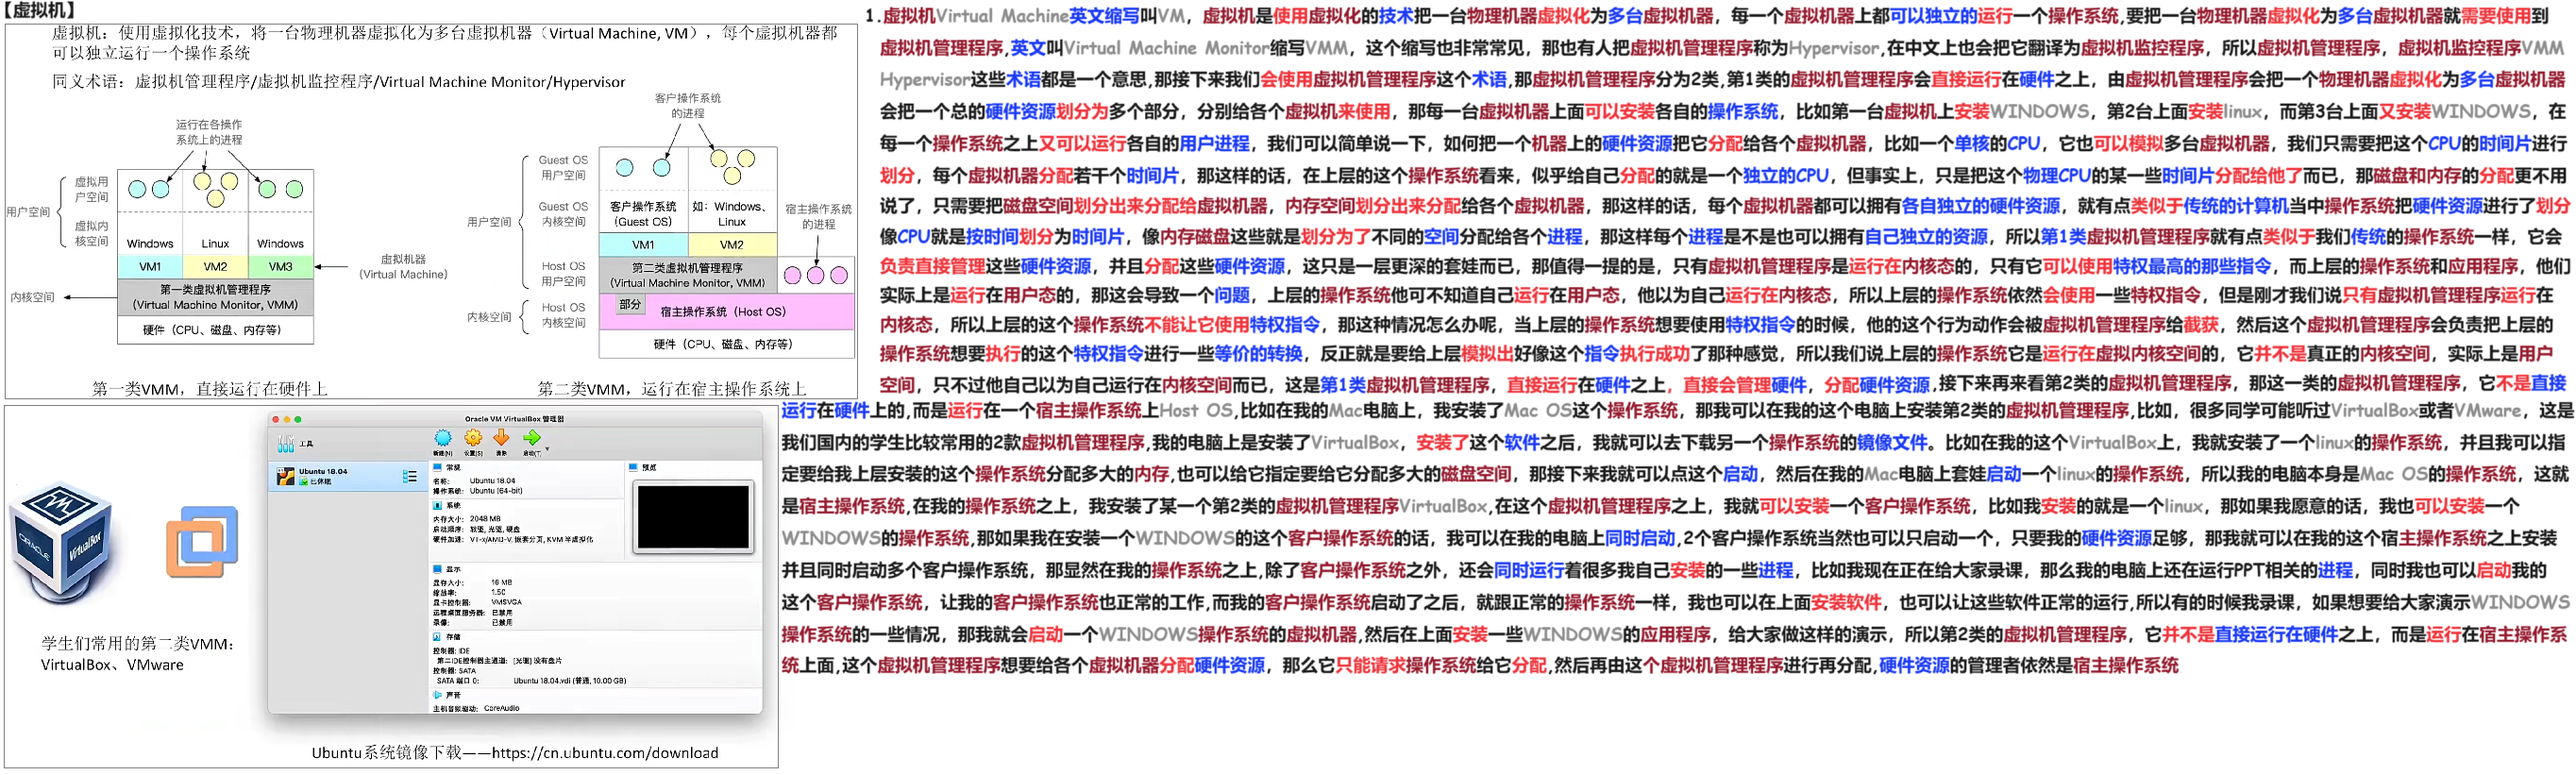 【虚拟机】
虚拟机：使用虚拟化技术，将一台物理机器虚拟化为多台虚拟机器（Virtual Machine, VM），每个虚拟机器都
可以独立运行一个操作系统
同义术语：虚拟机管理程序/虚拟机监控程序/Virtual Machine Monitor/Hypervisor
运行在各操作
系统上的进程
用户空间
虚拟用
户空间
虚拟内
核空间
Windows
Linux
Windows
VM1
VM2
VM3
虚拟机器
（Virtual Machine）
内核空间
第一类虚拟机管理程序
(Virtual Machine Monitor, VMM)
硬件（CPU、磁盘、内存等）
第一类VMM，直接运行在硬件上
客户操作系统
的进程
Guest OS
用户空间
用户空间
Guest OS
内核空间
客户操作系统
(Guest OS)
如：Windows、
Linux
宿主操作系统
的进程
VM1
VM2
Host OS
用户空间
第二类虚拟机管理程序
(Virtual Machine Monitor, VMM)
内核空间
Host OS
内核空间
部分
宿主操作系统（Host OS）
硬件（CPU、磁盘、内存等）
第二类VMM，运行在宿主操作系统上
ORACLE
VirtualBox
学生们常用的第二类VMM：
VirtualBox、VMware
Oracle VM VirtualBox 管理器
工具
新建(N)
设置(S)
清除
启动(T)
Ubuntu 18.04
已休眠
常规
名称: Ubuntu 18.04
操作系统: Ubuntu (64-bit)
预览
系统
内存大小: 2048 MB
启动顺序: 软驱, 光驱, 硬盘
硬件加速: VT-x/AMD-V, 嵌套分页, KVM 半虚拟化
显示
显存大小: 16 MB
缩放率: 1.50
显卡控制器: VMSVGA
远程桌面服务器: 已禁用
录像: 已禁用
存储
控制器: IDE
第二IDE控制器主通道: [光驱] 没有盘片
控制器: SATA
SATA 端口 0: Ubuntu 18.04.vdi (普通, 10.00 GB)
声音
主机音频驱动: CoreAudio
Ubuntu系统镜像下载——https://cn.ubuntu.com/download
1.虚拟机Virtual Machine英文缩写叫VM，虚拟机是使用虚拟化的技术把一台物理机器虚拟化为多台虚拟机器，每一个虚拟机器上都可以独立的运行一个操作系统,要把一台物理机器虚拟化为多台虚拟机器就需要使用到
虚拟机管理程序,英文叫Virtual Machine Monitor缩写VMM，这个缩写也非常常见，那也有人把虚拟机管理程序称为Hypervisor,在中文上也会把它翻译为虚拟机监控程序，所以虚拟机管理程序，虚拟机监控程序VMM
Hypervisor这些术语都是一个意思,那接下来我们会使用虚拟机管理程序这个术语,那虚拟机管理程序分为2类,第1类的虚拟机管理程序会直接运行在硬件之上，由虚拟机管理程序会把一个物理机器虚拟化为多台虚拟机器
会把一个总的硬件资源划分为多个部分，分别给各个虚拟机来使用，那每一台虚拟机器上面可以安装各自的操作系统，比如第一台虚拟机上安装WINDOWS，第2台上面安装linux，而第3台上面又安装WINDOWS，在
每一个操作系统之上又可以运行各自的用户进程，我们可以简单说一下，如何把一个机器上的硬件资源把它分配给各个虚拟机器，比如一个单核的CPU，它也可以模拟多台虚拟机器，我们只需要把这个CPU的时间片进行
划分，每个虚拟机器分配若干个时间片，那这样的话，在上层的这个操作系统看来，似乎给自己分配的就是一个独立的CPU，但事实上，只是把这个物理CPU的某一些时间片分配给他了而已，那磁盘和内存的分配更不用
说了，只需要把磁盘空间划分出来分配给虚拟机器，内存空间划分出来分配给各个虚拟机器，那这样的话，每个虚拟机器都可以拥有各自独立的硬件资源，就有点类似于传统的计算机当中操作系统把硬件资源进行了划分
像CPU就是按时间划分为时间片，像内存磁盘这些就是划分为了不同的空间分配给各个进程，那这样每个进程是不是也可以拥有自己独立的资源，所以第1类虚拟机管理程序就有点类似于我们传统的操作系统一样，它会
负责直接管理这些硬件资源，并且分配这些硬件资源，这只是一层更深的套娃而已，那值得一提的是，只有虚拟机管理程序是运行在内核态的，只有它可以使用特权最高的那些指令，而上层的操作系统和应用程序，他们
实际上是运行在用户态的，那这会导致一个问题，上层的操作系统他可不知道自己运行在用户态，他以为自己运行在内核态，所以上层的操作系统依然会使用一些特权指令，但是刚才我们说只有虚拟机管理程序运行在
内核态，所以上层的这个操作系统不能让它使用特权指令，那这种情况怎么办呢，当上层的操作系统想要使用特权指令的时候，他的这个行为动作会被虚拟机管理程序给截获，然后这个虚拟机管理程序会负责把上层的
操作系统想要执行的这个特权指令进行一些等价的转换，反正就是要给上层模拟出好像这个指令执行成功了那种感觉，所以我们说上层的操作系统它是运行在虚拟内核空间的，它并不是真正的内核空间，实际上是用户
空间，只不过他自己以为自己运行在内核空间而已，这是第1类虚拟机管理程序，直接运行在硬件之上，直接会管理硬件，分配硬件资源,接下来再来看第2类的虚拟机管理程序，那这一类的虚拟机管理程序，它不是直接
运行在硬件上的,而是运行在一个宿主操作系统上Host OS,比如在我的Mac电脑上，我安装了Mac OS这个操作系统，那我可以在我的这个电脑上安装第2类的虚拟机管理程序,比如，很多同学可能听过VirtualBox或者VMware，这是
我们国内的学生比较常用的2款虚拟机管理程序,我的电脑上是安装了VirtualBox，安装了这个软件之后，我就可以去下载另一个操作系统的镜像文件。比如在我的这个VirtualBox上，我就安装了一个linux的操作系统，并且我可以指
定要给我上层安装的这个操作系统分配多大的内存,也可以给它指定要给它分配多大的磁盘空间，那接下来我就可以点这个启动，然后在我的Mac电脑上套娃启动一个linux的操作系统，所以我的电脑本身是Mac OS的操作系统，这就
是宿主操作系统,在我的操作系统之上，我安装了某一个第2类的虚拟机管理程序VirtualBox,在这个虚拟机管理程序之上，我就可以安装一个客户操作系统，比如我安装的就是一个linux，那如果我愿意的话，我也可以安装一个
WINDOWS的操作系统,那如果我在安装一个WINDOWS的这个客户操作系统的话，我可以在我的电脑上同时启动,2个客户操作系统当然也可以只启动一个，只要我的硬件资源足够，那我就可以在我的这个宿主操作系统之上安装
并且同时启动多个客户操作系统，那显然在我的操作系统之上,除了客户操作系统之外，还会同时运行着很多我自己安装的一些进程，比如我现在正在给大家录课，那么我的电脑上还在运行PPT相关的进程，同时我也可以启动我的
这个客户操作系统，让我的客户操作系统也正常的工作,而我的客户操作系统启动了之后，就跟正常的操作系统一样，我也可以在上面安装软件，也可以让这些软件正常的运行,所以有的时候我录课，如果想要给大家演示WINDOWS
操作系统的一些情况，那我就会启动一个WINDOWS操作系统的虚拟机器,然后在上面安装一些WINDOWS的应用程序，给大家做这样的演示，所以第2类的虚拟机管理程序，它并不是直接运行在硬件之上，而是运行在宿主操作系
统上面,这个虚拟机管理程序想要给各个虚拟机器分配硬件资源，那么它只能请求操作系统给它分配,然后再由这个虚拟机管理程序进行再分配,硬件资源的管理者依然是宿主操作系统